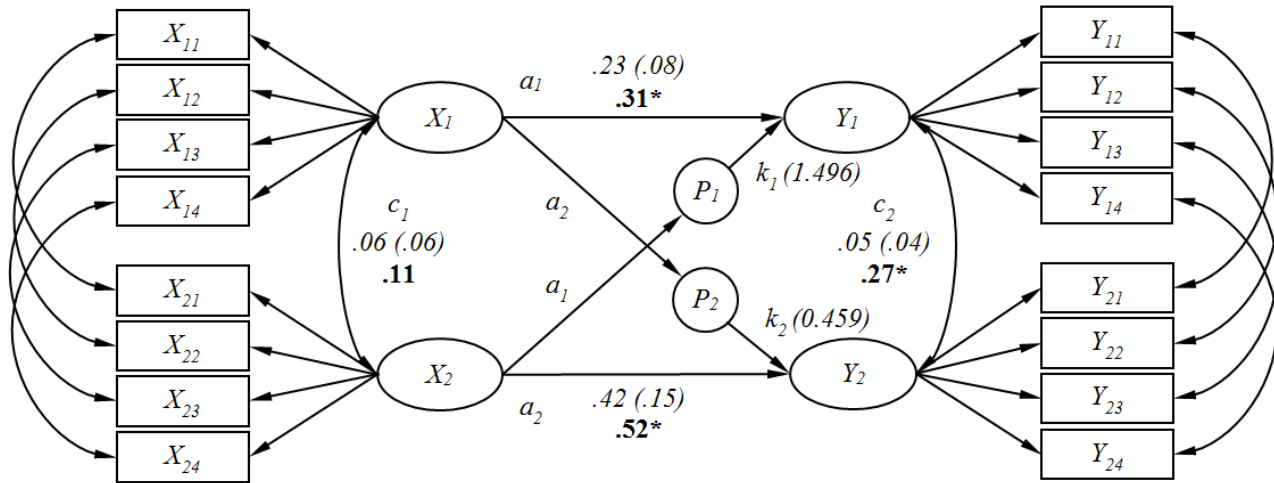 X11
X12
X13
X14
X21
X22
X23
X24
X1
X2
c1
.06 (.06)
.11
a1
.23 (.08)
.31*
a2
a1
a2
.42 (.15)
.52*
P1
P2
k1 (1.496)
k2 (0.459)
Y1
Y2
c2
.05 (.04)
.27*
Y11
Y12
Y13
Y14
Y21
Y22
Y23
Y24